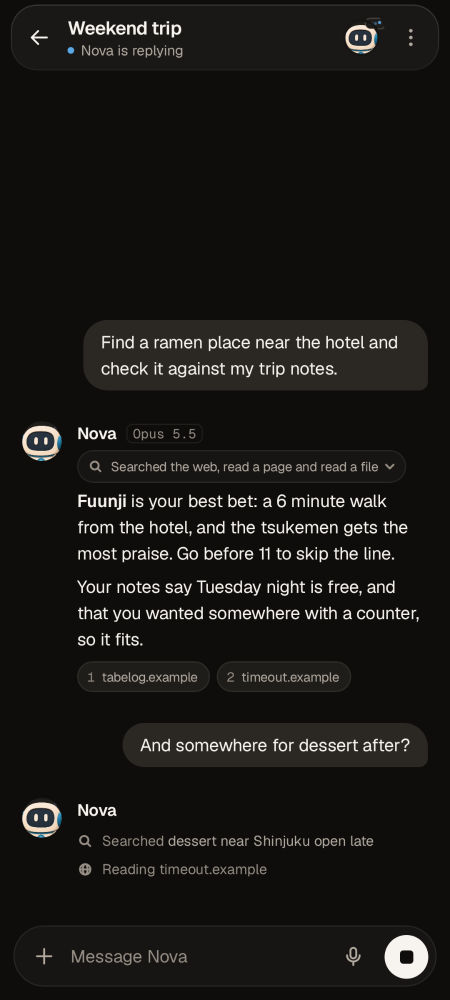 Weekend trip
Nova is replying
Find a ramen place near the hotel and
check it against my trip notes.
Nova Opus 5.5
Searched the web, read a page and read a file
Fuunji is your best bet: a 6 minute walk
from the hotel, and the tsukemen gets the
most praise. Go before 11 to skip the line.
Your notes say Tuesday night is free, and
that you wanted somewhere with a counter,
so it fits.
1 tabelog.example 2 timeout.example
And somewhere for dessert after?
Nova
Searched dessert near Shinjuku open late
Reading timeout.example
Message Nova